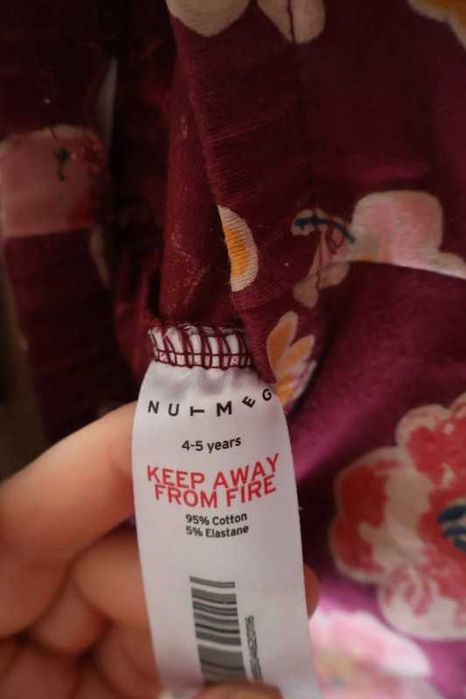 NUTMEG
4-5 years
KEEP AWAY
FROM FIRE
95% Cotton
5% Elastane